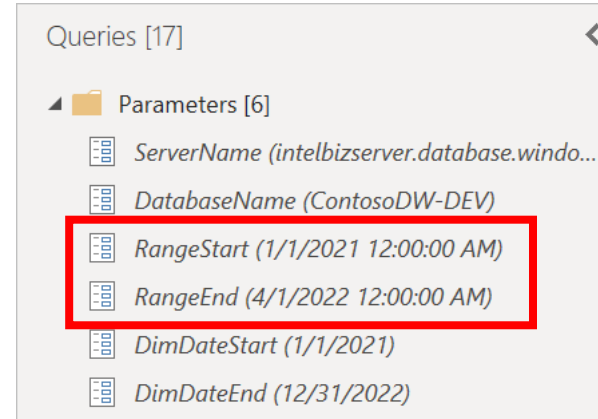 Queries [17]
Parameters [6]
ServerName (intelbizserver.database.windo...
DatabaseName (ContosoDW-DEV)
RangeStart (1/1/2021 12:00:00 AM)
RangeEnd (4/1/2022 12:00:00 AM)
DimDateStart (1/1/2021)
DimDateEnd (12/31/2022)